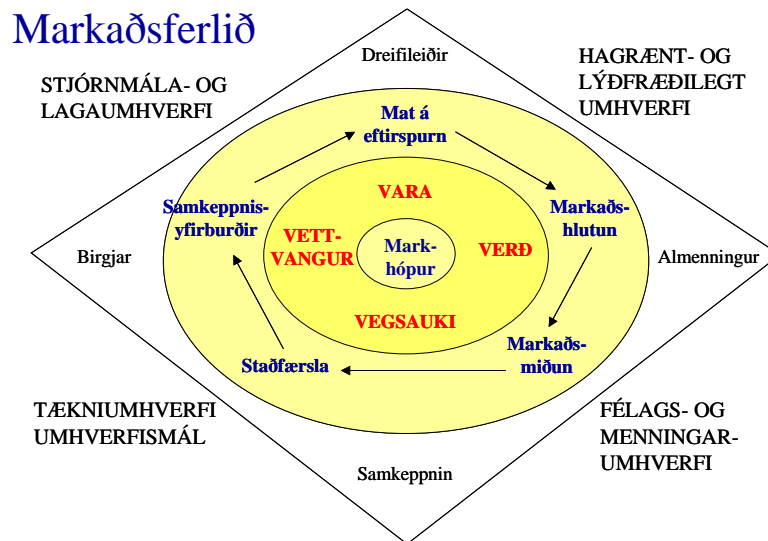 Markaðsferlið
Dreifileiðir
STJÓRNMÁLA- OG
LAGAUMHVERFI
HAGRÆNT- OG
LÝÐFRÆÐILEGT
UMHVERFI
Mat á
eftirspurn
Samkeppnis-
yfirburðir
VARA
Markaðs-
hlutun
Birgjar
VETT-
VANGUR
Mark-
hópur
VERÐ
Almenningur
VEGSAUKI
Staðfærsla
Markaðs-
miðun
TÆKNIUMHVERFI
UMHVERFISMÁL
FÉLAGS- OG
MENNINGAR-
UMHVERFI
Samkeppnin